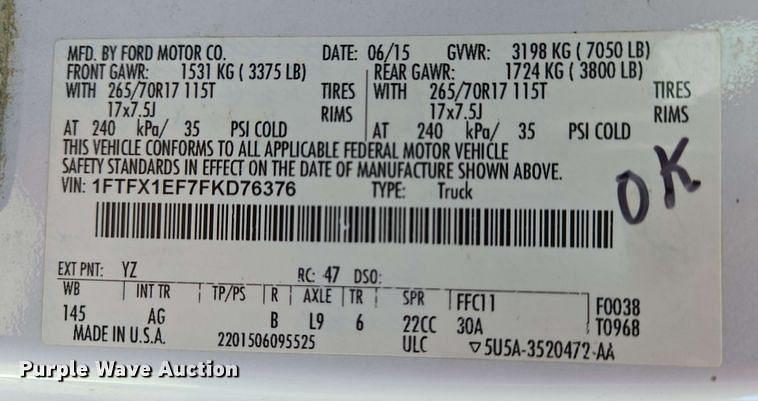 MFD. BY FORD MOTOR CO. DATE: 06/15 GVWR: 3198 KG ( 7050 LB)
FRONT GAWR: 1531 KG ( 3375 LB) REAR GAWR: 1724 KG ( 3800 LB)
WITH 265/70R17 115T TIRES WITH 265/70R17 115T TIRES
17x7.5J RIMS 17x7.5J RIMS
AT 240 kPa/ 35 PSI COLD AT 240 kPa/ 35 PSI COLD
THIS VEHICLE CONFORMS TO ALL APPLICABLE FEDERAL MOTOR VEHICLE
SAFETY STANDARDS IN EFFECT ON THE DATE OF MANUFACTURE SHOWN ABOVE.
VIN: 1FTFX1EF7FKD76376 TYPE: Truck
OK
EXT PNT: YZ RC: 47 DSO:
WB INT TR TP/PS R AXLE TR SPR FFC11 F0038
145 AG B L9 6 22CC 30A T0968
MADE IN U.S.A. 2201506095525 ULC ▽5U5A-3520472-AA
Purple Wave Auction